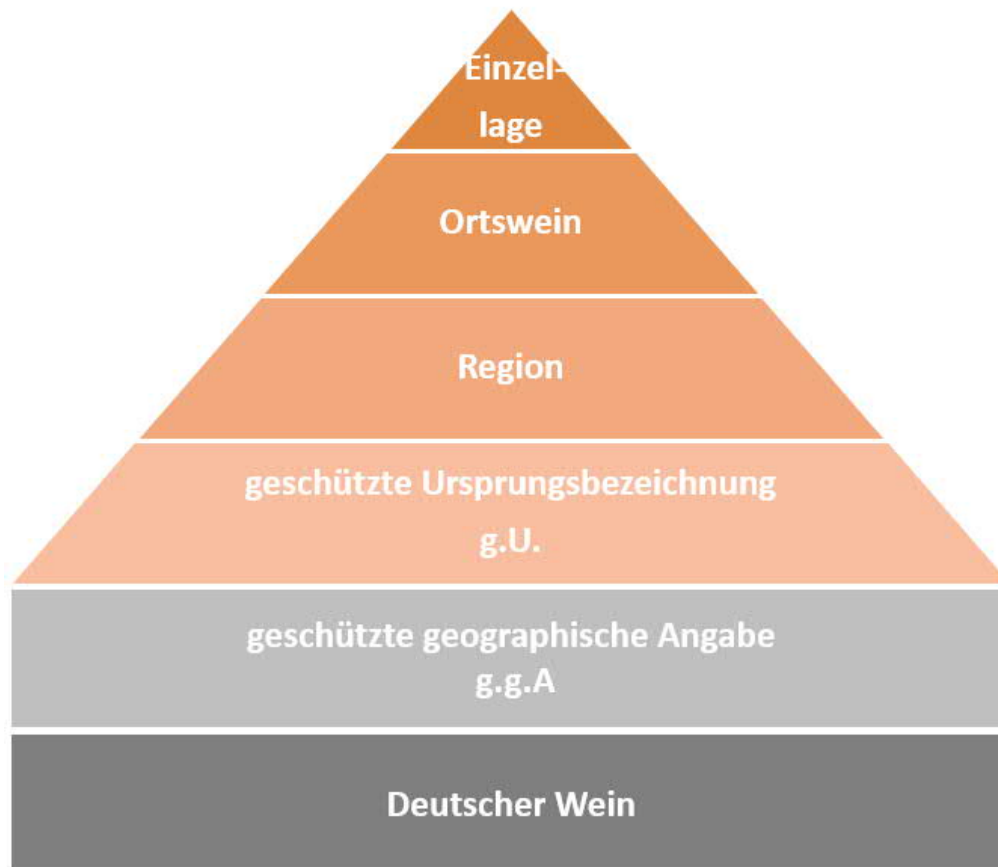 Einzel-
lage
Ortswein
Region
geschützte Ursprungsbezeichnung
g.U.
geschützte geographische Angabe
g.g.A
Deutscher Wein